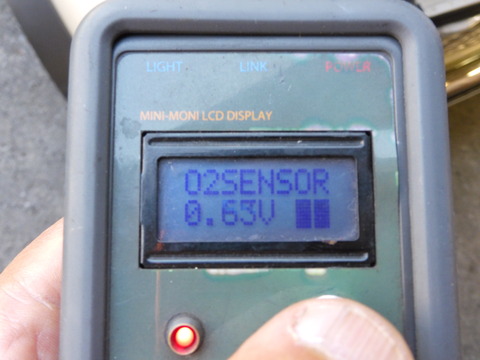 LIGHT LINK POWER
MINI-MONI LCD DISPLAY
O2SENSOR
0.63V